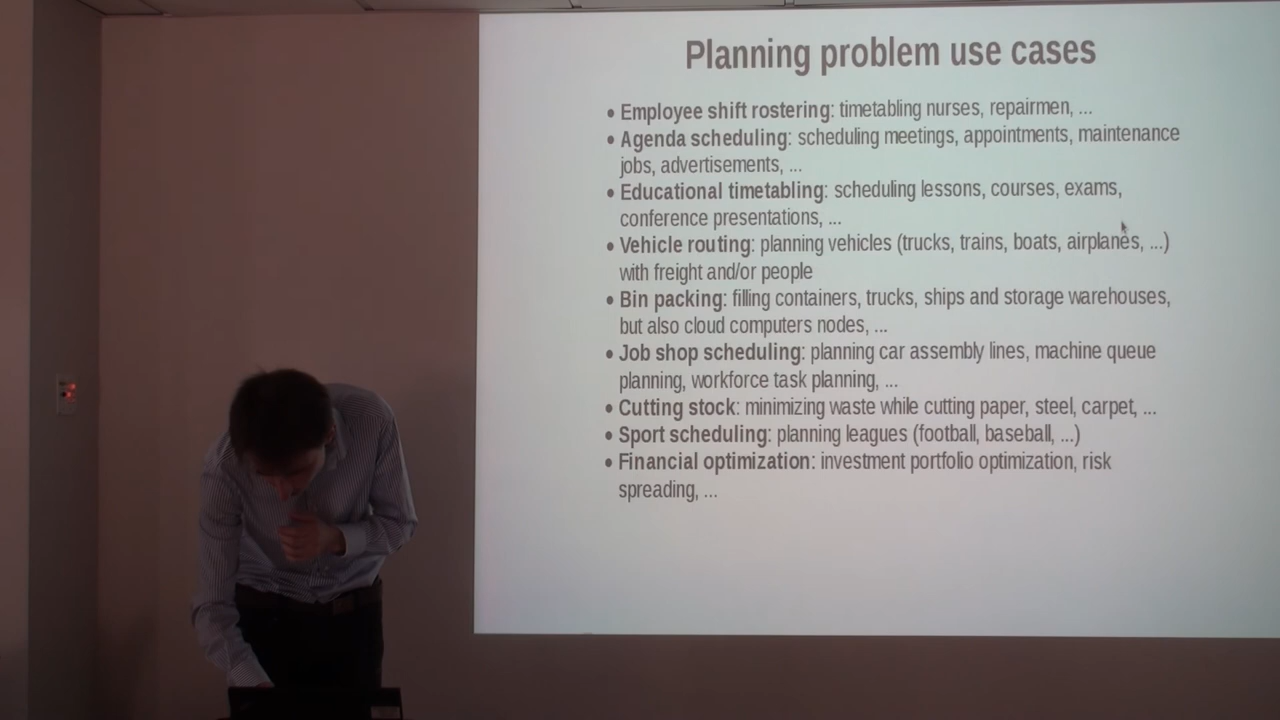 Planning problem use cases
• Employee shift rostering: timetabling nurses, repairmen, ...
• Agenda scheduling: scheduling meetings, appointments, maintenance
jobs, advertisements, ...
• Educational timetabling: scheduling lessons, courses, exams,
conference presentations, ...
• Vehicle routing: planning vehicles (trucks, trains, boats, airplanes, ...)
with freight and/or people
• Bin packing: filling containers, trucks, ships and storage warehouses,
but also cloud computers nodes, ...
• Job shop scheduling: planning car assembly lines, machine queue
planning, workforce task planning, ...
• Cutting stock: minimizing waste while cutting paper, steel, carpet, ...
• Sport scheduling: planning leagues (football, baseball, ...)
• Financial optimization: investment portfolio optimization, risk
spreading, ...